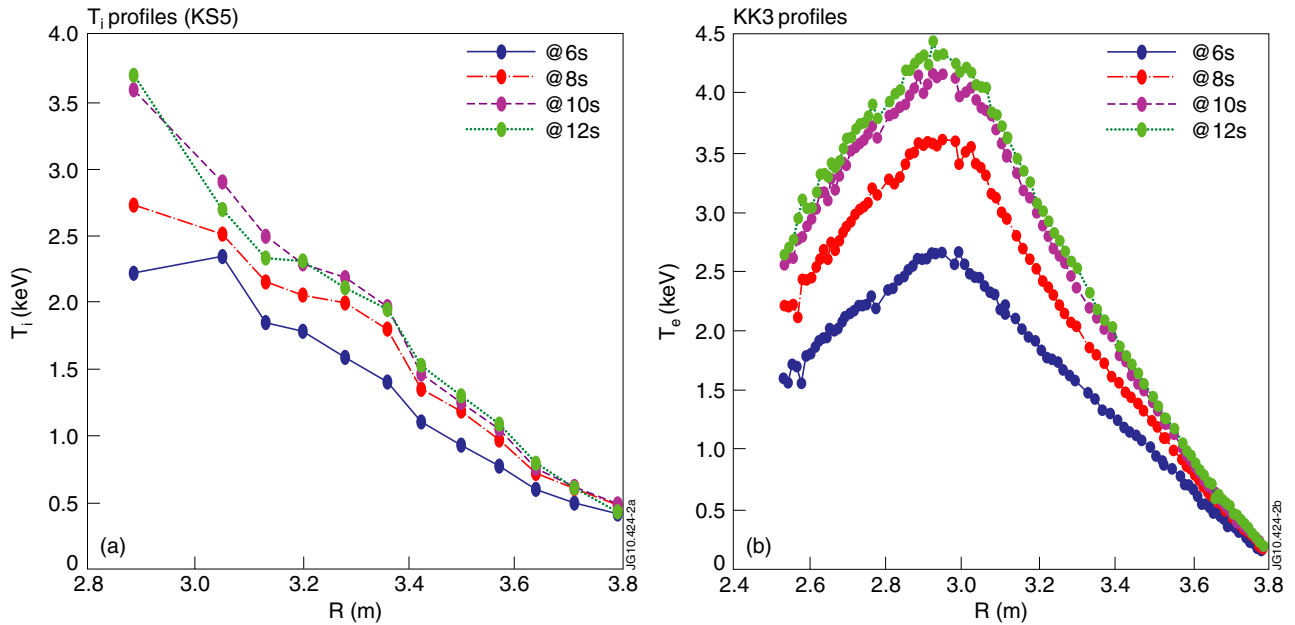 Ti profiles (KS5)
4.0
3.5
3.0
2.5
2.0
1.5
1.0
0.5
0
Ti (keV)
@6s
@8s
@10s
@12s
(a)
JG10.424-2a
2.8
3.0
3.2
3.4
3.6
3.8
R (m)
KK3 profiles
4.5
4.0
3.5
3.0
2.5
2.0
1.5
1.0
0.5
0
Te (keV)
@6s
@8s
@10s
@12s
(b)
JG10.424-2b
2.4
2.6
2.8
3.0
3.2
3.4
3.6
3.8
R (m)